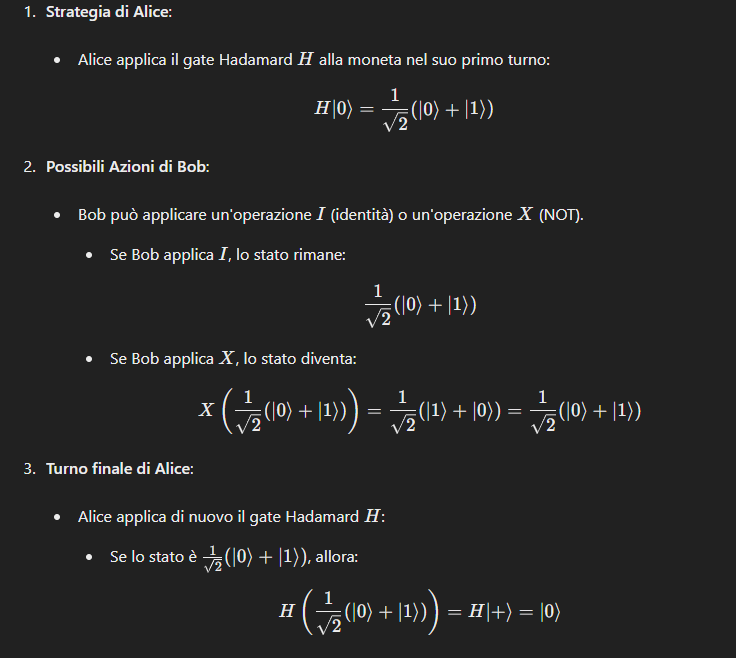 1. Strategia di Alice:
• Alice applica il gate Hadamard H alla moneta nel suo primo turno:
H|0⟩ = 1/√2 (|0⟩ + |1⟩)
2. Possibili Azioni di Bob:
• Bob può applicare un'operazione I (identità) o un'operazione X (NOT).
• Se Bob applica I, lo stato rimane:
1/√2 (|0⟩ + |1⟩)
• Se Bob applica X, lo stato diventa:
X (1/√2 (|0⟩ + |1⟩)) = 1/√2 (|1⟩ + |0⟩) = 1/√2 (|0⟩ + |1⟩)
3. Turno finale di Alice:
• Alice applica di nuovo il gate Hadamard H:
• Se lo stato è 1/√2 (|0⟩ + |1⟩), allora:
H (1/√2 (|0⟩ + |1⟩)) = H|+⟩ = |0⟩